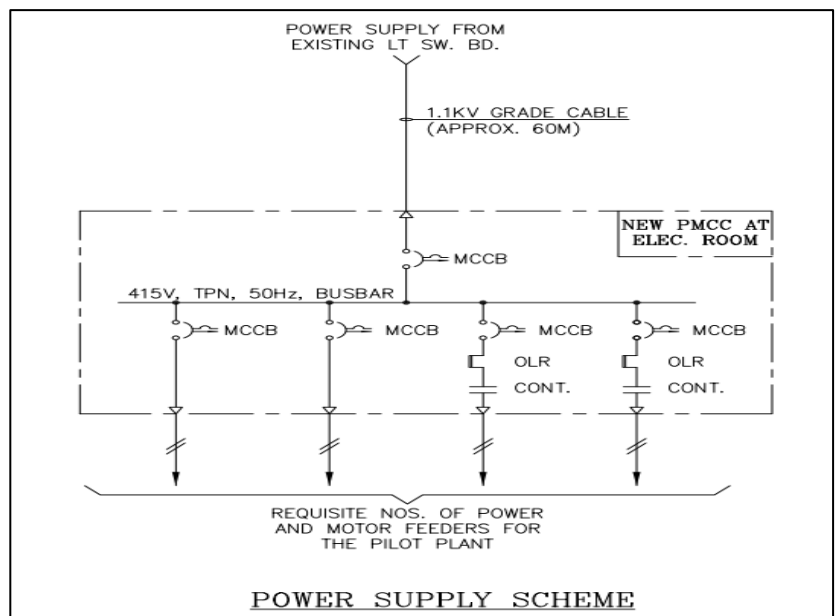 POWER SUPPLY FROM
EXISTING LT SW. BD.
1.1KV GRADE CABLE
(APPROX. 60M)
NEW PMCC AT
ELEC. ROOM
MCCB
415V, TPN, 50Hz, BUSBAR
MCCB
MCCB
MCCB
MCCB
OLR
OLR
CONT.
CONT.
REQUISITE NOS. OF POWER
AND MOTOR FEEDERS FOR
THE PILOT PLANT
POWER SUPPLY SCHEME